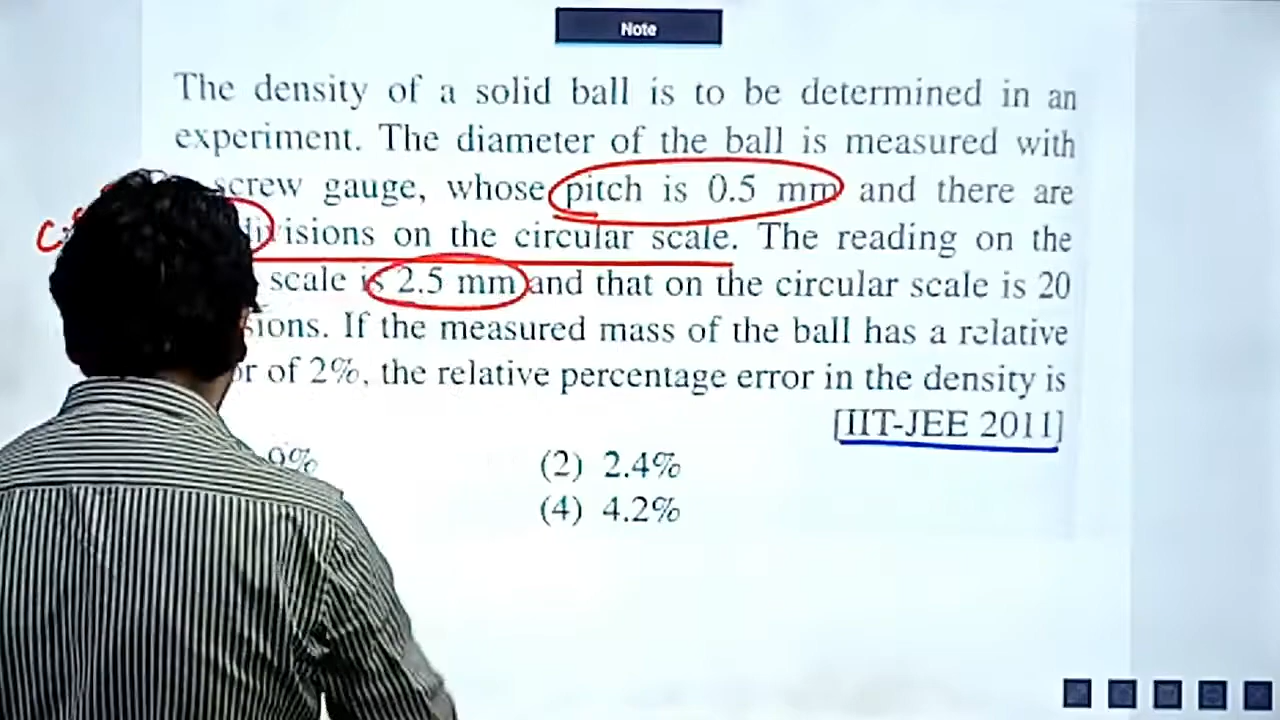 Note
The density of a solid ball is to be determined in an
experiment. The diameter of the ball is measured with
screw gauge, whose pitch is 0.5 mm and there are
divisions on the circular scale. The reading on the
scale is 2.5 mm and that on the circular scale is 20
sions. If the measured mass of the ball has a relative
or of 2%, the relative percentage error in the density is
[IIT-JEE 2011]
9%
(2) 2.4%
(4) 4.2%